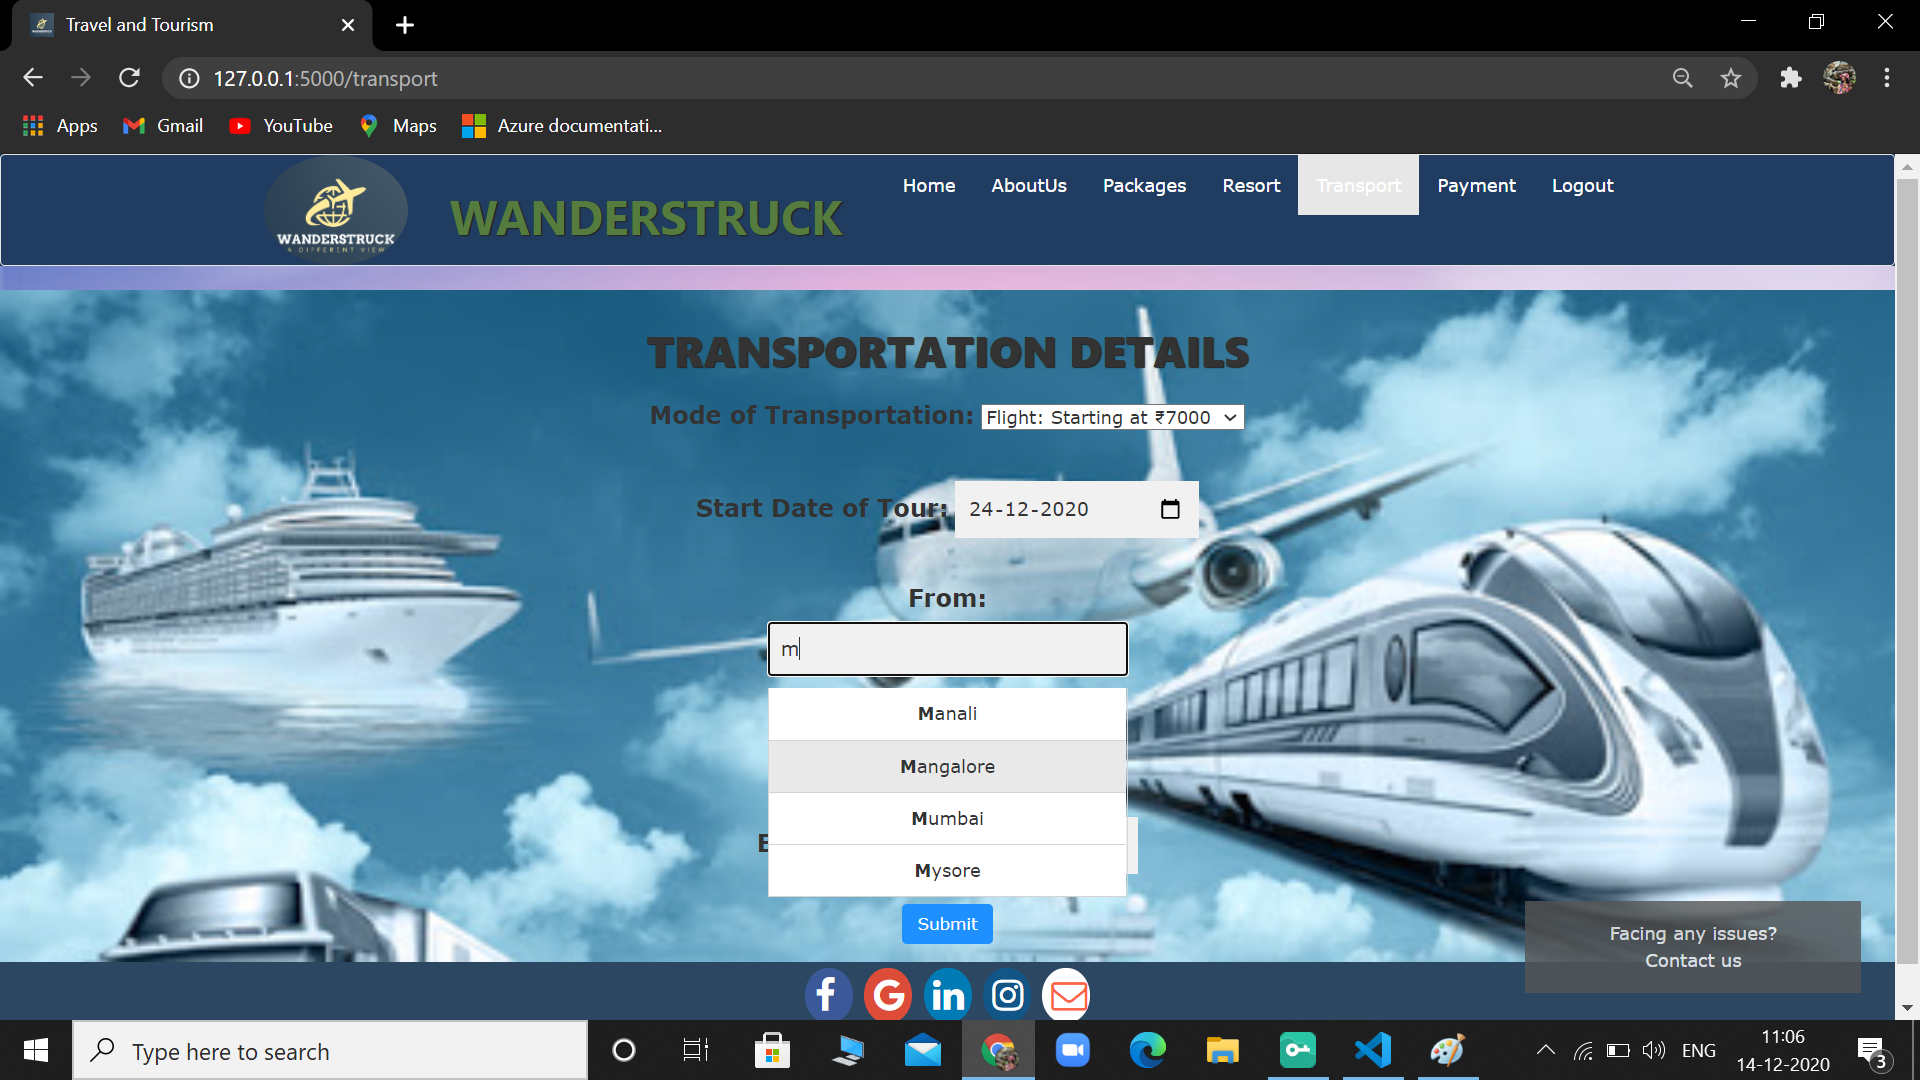 Travel and Tourism
127.0.0.1:5000/transport
Apps Gmail YouTube Maps Azure documentati...
WANDERSTRUCK
A DIFFERENT VIEW
WANDERSTRUCK
Home AboutUs Packages Resort Transport Payment Logout
TRANSPORTATION DETAILS
Mode of Transportation: Flight: Starting at ₹7000
Start Date of Tour: 24-12-2020
From:
m
Manali
Mangalore
Mumbai
Mysore
Submit
Facing any issues?
Contact us
Type here to search
ENG
11:06
14-12-2020
3